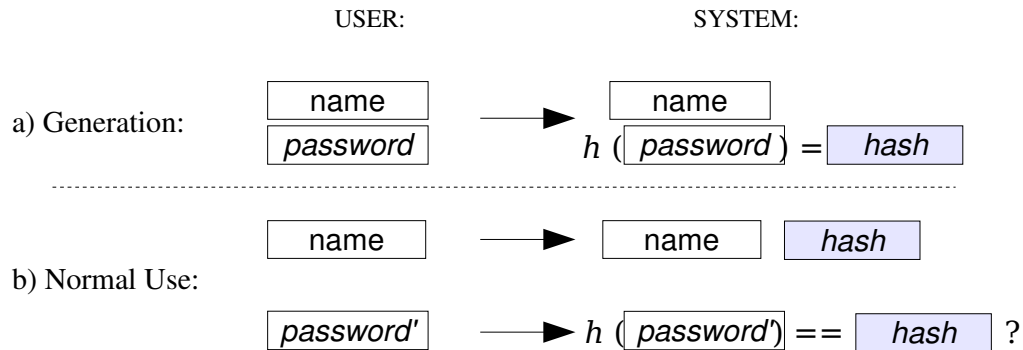 USER: SYSTEM:
name name
a) Generation:
password h ( password ) = hash
name name hash
b) Normal Use:
password' h ( password' ) == hash ?